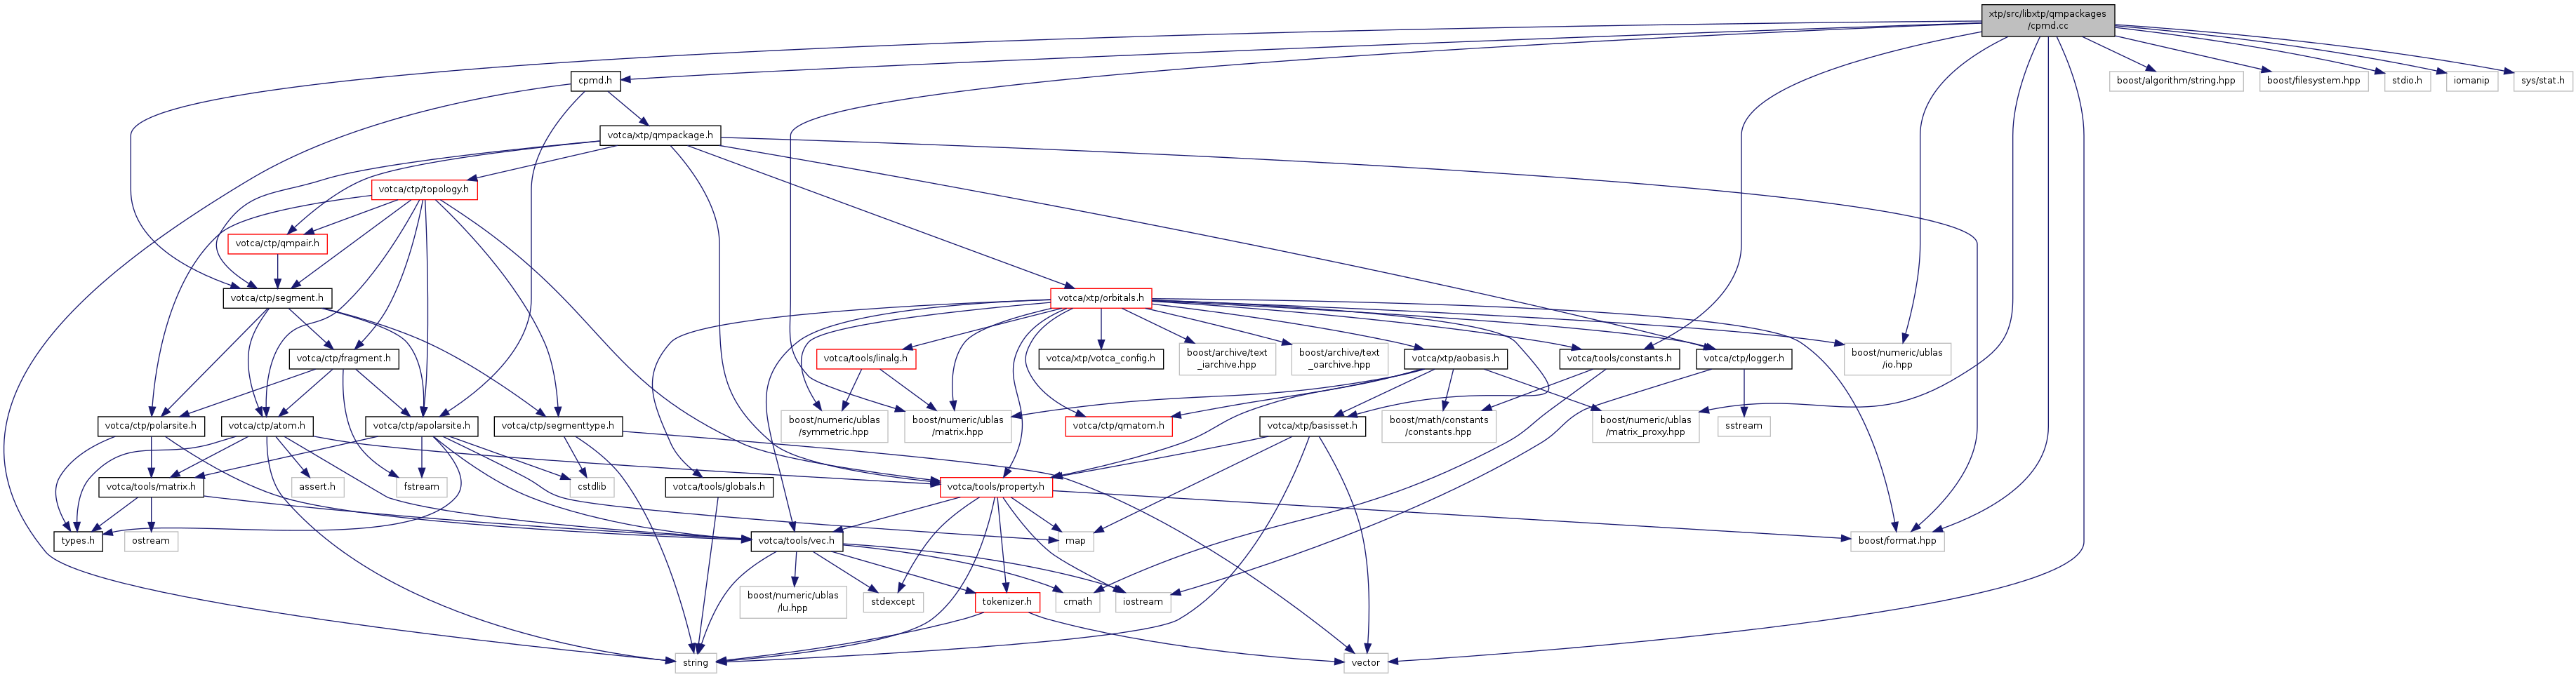 xtp/src/libxtp/qmpackages
/cpmd.cc
cpmd.h
boost/algorithm/string.hpp
boost/filesystem.hpp
stdio.h
iomanip
sys/stat.h
votca/xtp/qmpackage.h
votca/ctp/topology.h
votca/ctp/qmpair.h
votca/ctp/segment.h
votca/xtp/orbitals.h
votca/ctp/fragment.h
votca/tools/linalg.h
votca/xtp/votca_config.h
boost/archive/text
_iarchive.hpp
boost/archive/text
_oarchive.hpp
votca/xtp/aobasis.h
votca/tools/constants.h
votca/ctp/logger.h
boost/numeric/ublas
/io.hpp
votca/ctp/polarsite.h
votca/ctp/atom.h
votca/ctp/apolarsite.h
votca/ctp/segmenttype.h
boost/numeric/ublas
/symmetric.hpp
boost/numeric/ublas
/matrix.hpp
votca/ctp/qmatom.h
votca/xtp/basisset.h
boost/math/constants
/constants.hpp
boost/numeric/ublas
/matrix_proxy.hpp
sstream
votca/tools/matrix.h
assert.h
fstream
cstdlib
votca/tools/globals.h
votca/tools/property.h
types.h
ostream
votca/tools/vec.h
map
boost/format.hpp
boost/numeric/ublas
/lu.hpp
stdexcept
tokenizer.h
cmath
iostream
string
vector